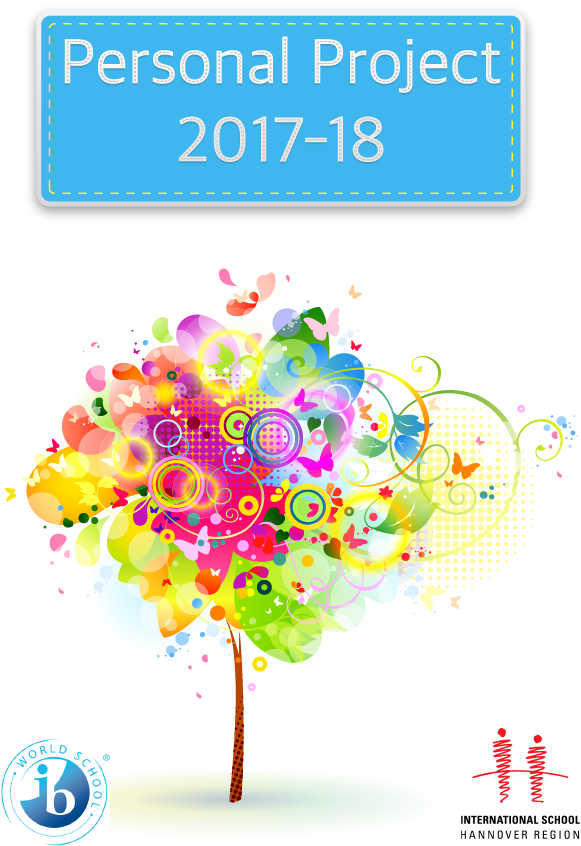 Personal Project
2017-18
WORLD SCHOOL
®
ib
INTERNATIONAL SCHOOL
HANNOVER REGION